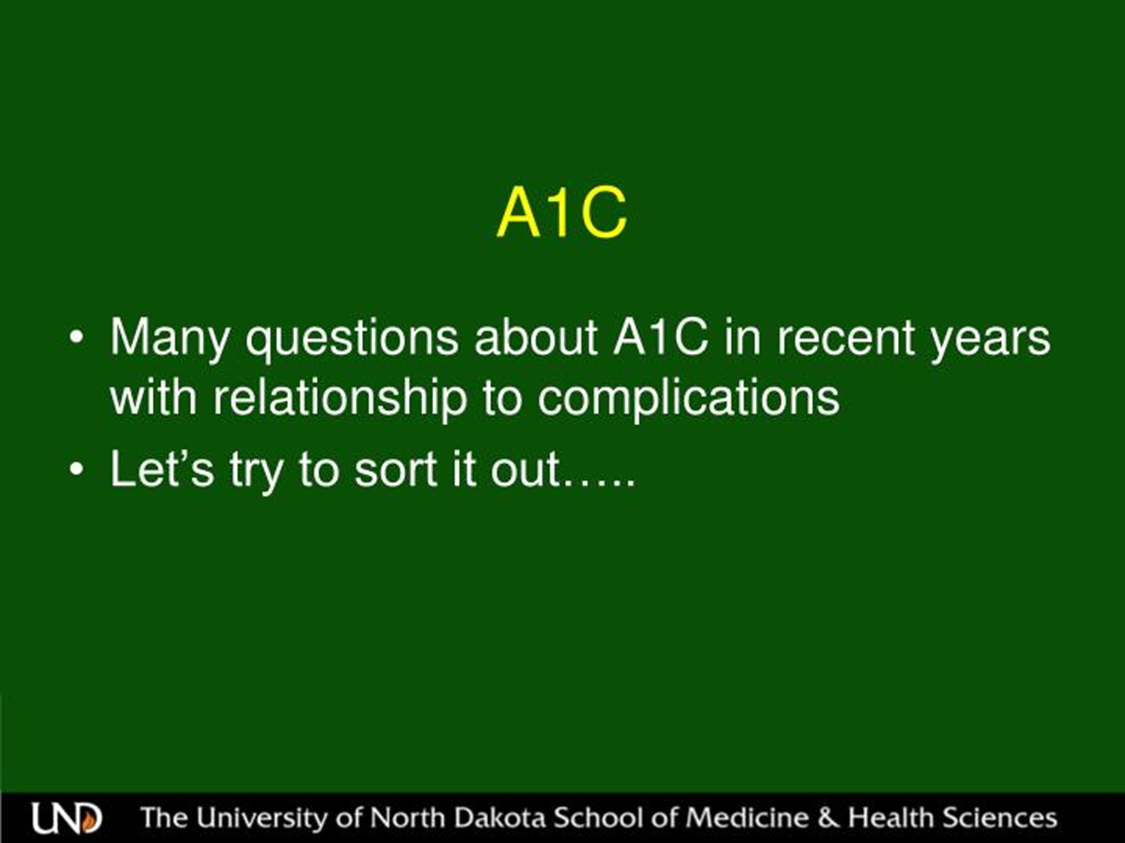 A1C
• Many questions about A1C in recent years
with relationship to complications
• Let’s try to sort it out…..
UND The University of North Dakota School of Medicine & Health Sciences